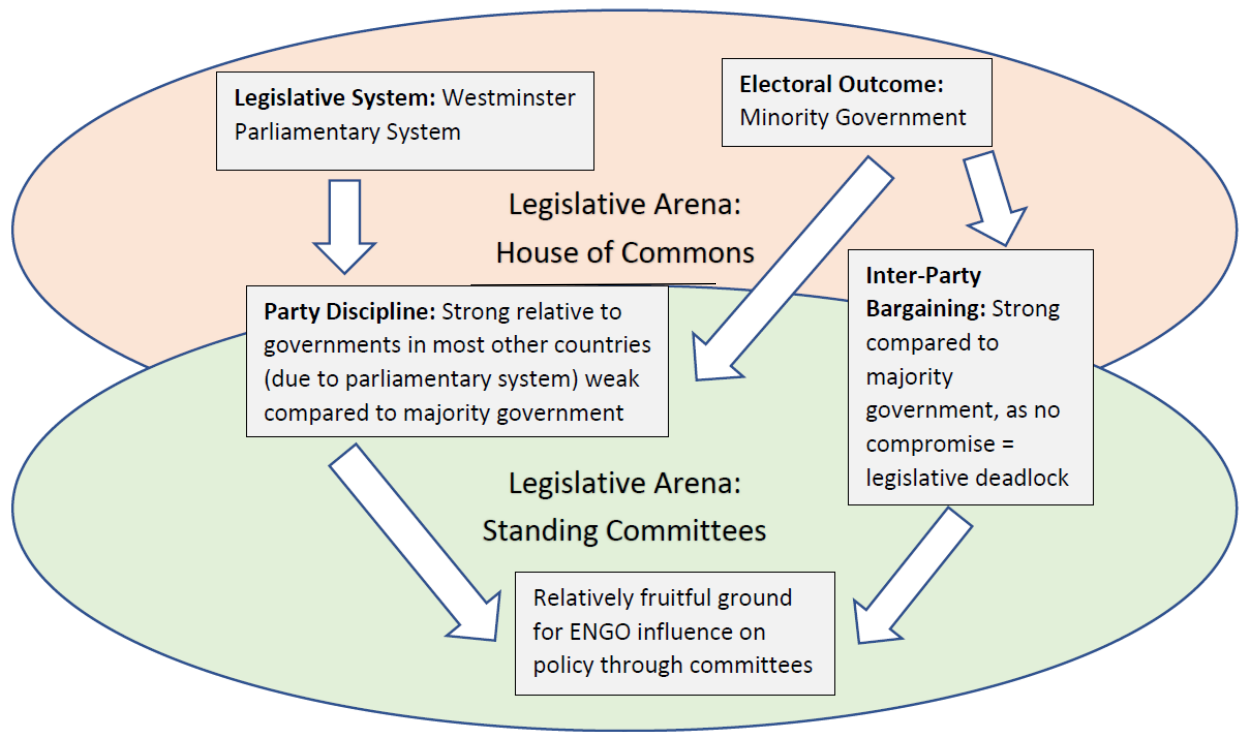 Legislative System: Westminster
Parliamentary System
Electoral Outcome:
Minority Government
Legislative Arena:
House of Commons
Party Discipline: Strong relative to
governments in most other countries
(due to parliamentary system) weak
compared to majority government
Inter-Party
Bargaining: Strong
compared to
majority
government, as no
compromise =
legislative deadlock
Legislative Arena:
Standing Committees
Relatively fruitful ground
for ENGO influence on
policy through committees